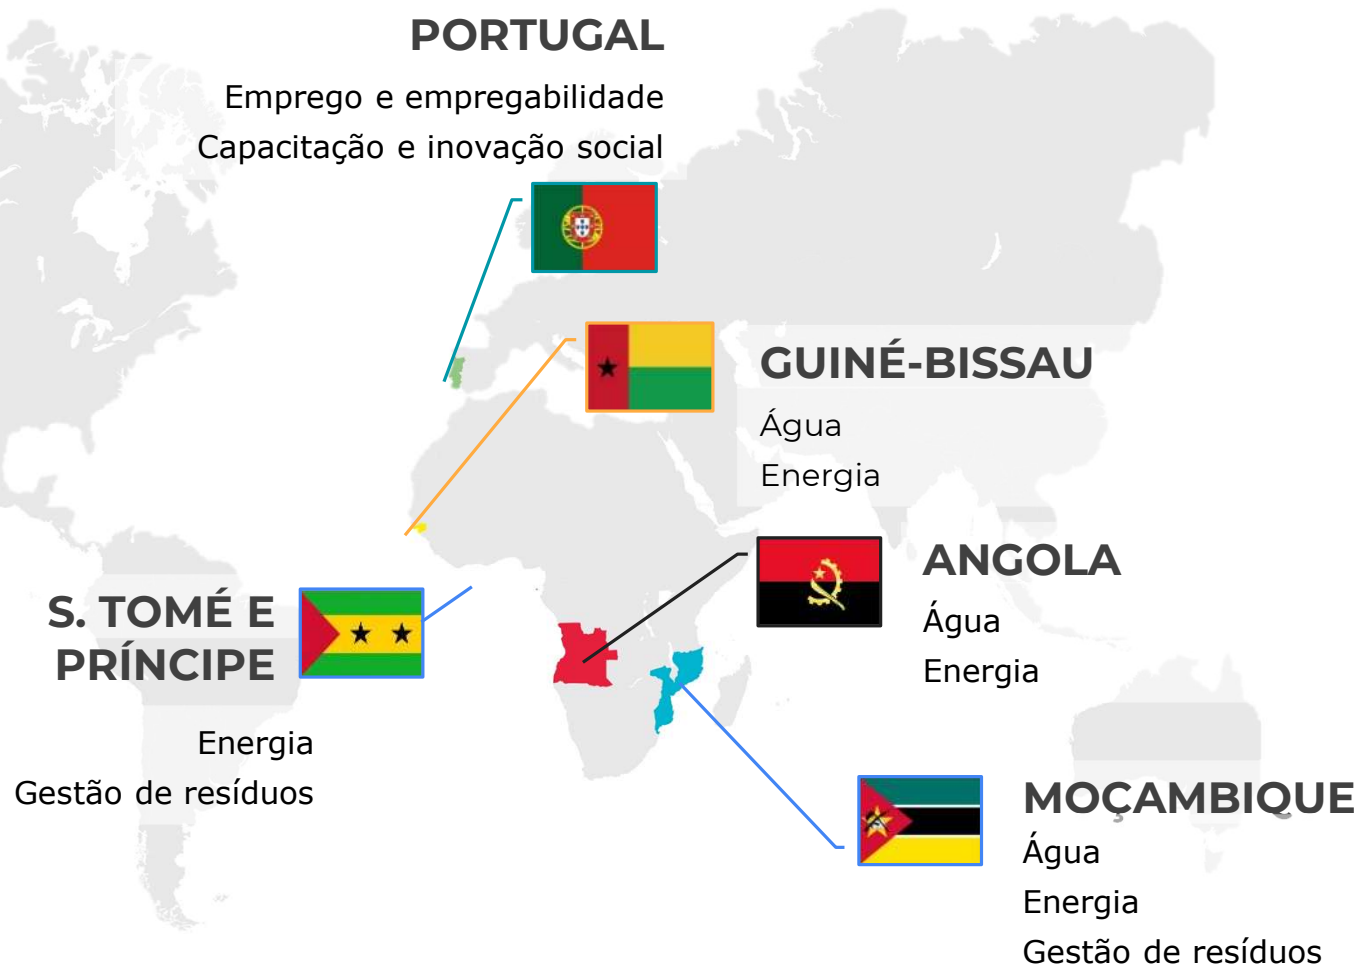 PORTUGAL
Emprego e empregabilidade
Capacitação e inovação social
GUINÉ-BISSAU
Água
Energia
ANGOLA
Água
Energia
S. TOMÉ E
PRÍNCIPE
Energia
Gestão de resíduos
MOÇAMBIQUE
Água
Energia
Gestão de resíduos